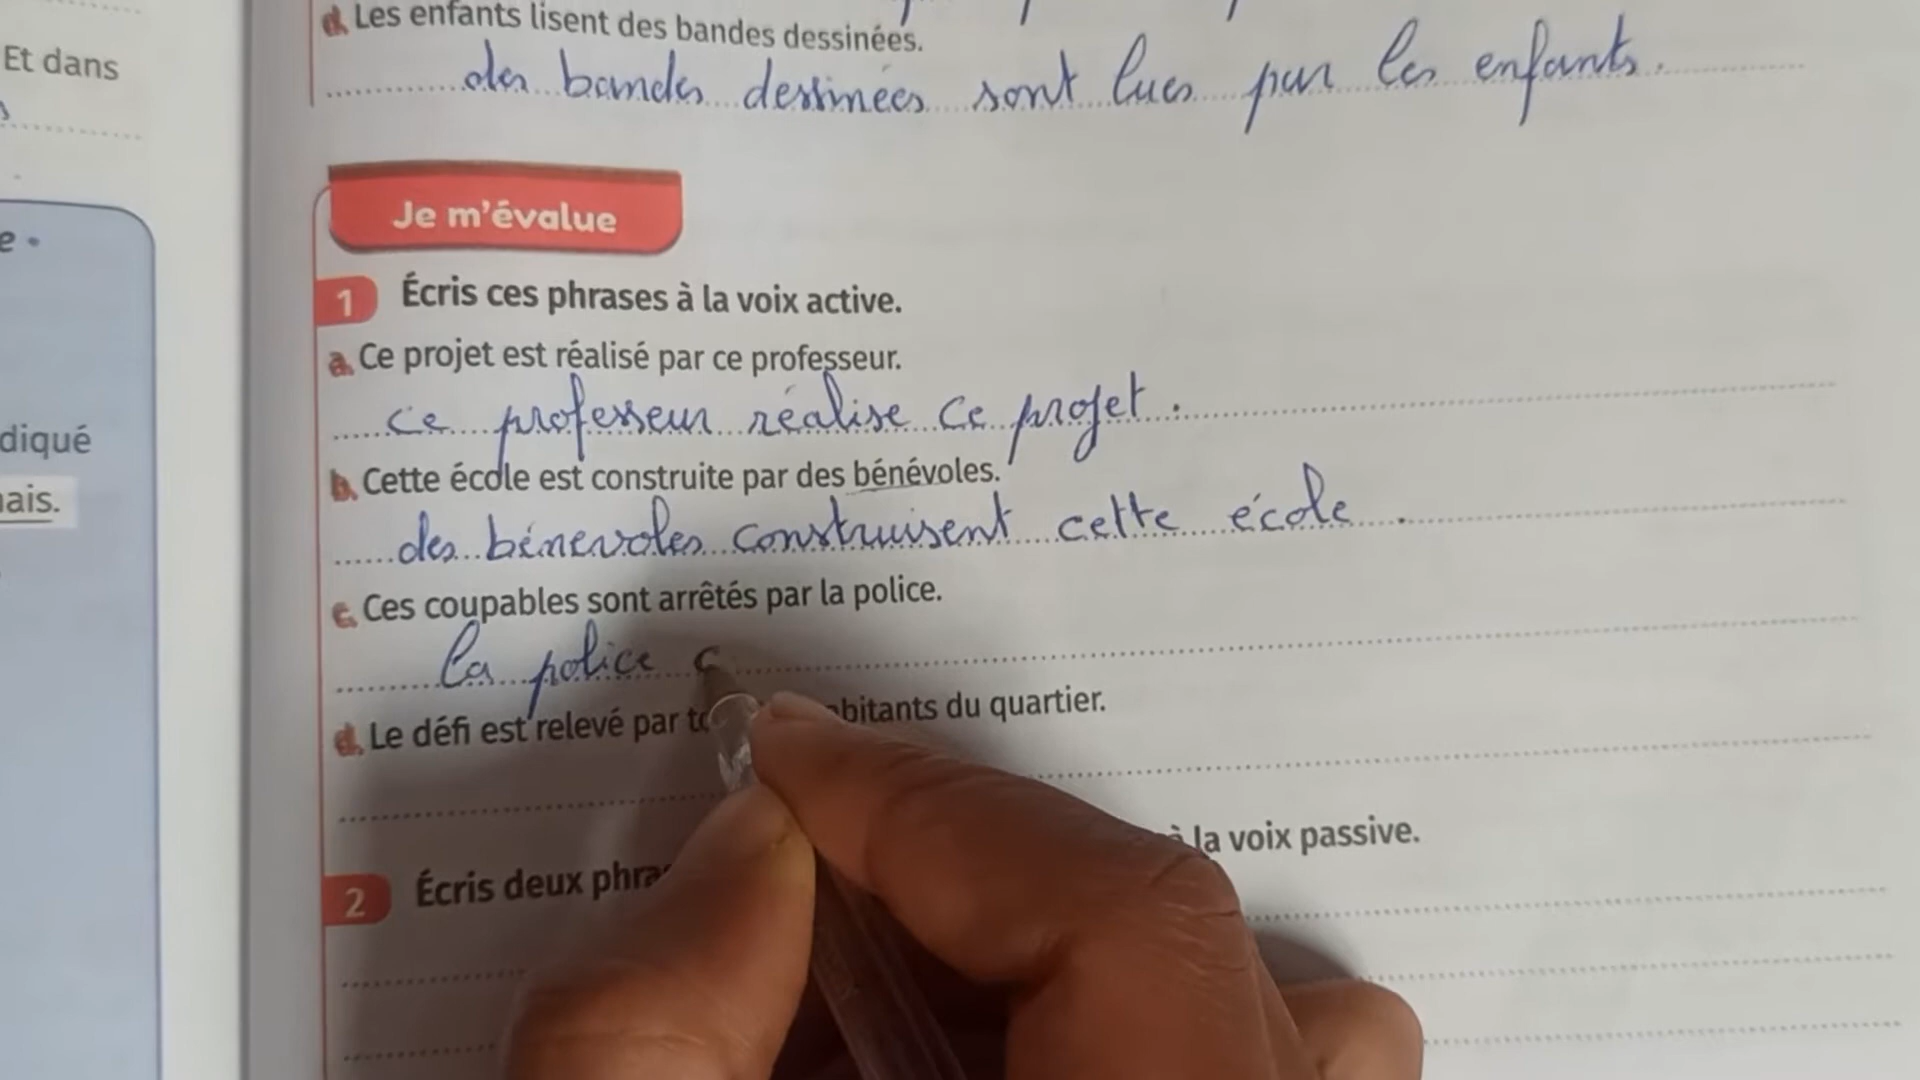 d. Les enfants lisent des bandes dessinées.
des bandes dessinées sont lues par les enfants.
Et dans
Je m'évalue
e •
1 Écris ces phrases à la voix active.
a. Ce projet est réalisé par ce professeur.
ce professeur réalise ce projet.
diqué
b. Cette école est construite par des bénévoles.
ais.
des bénevoles construisent cette école.
c. Ces coupables sont arrêtés par la police.
la police
d. Le défi est relevé par bitants du quartier.
2 Écris deux à la voix passive.